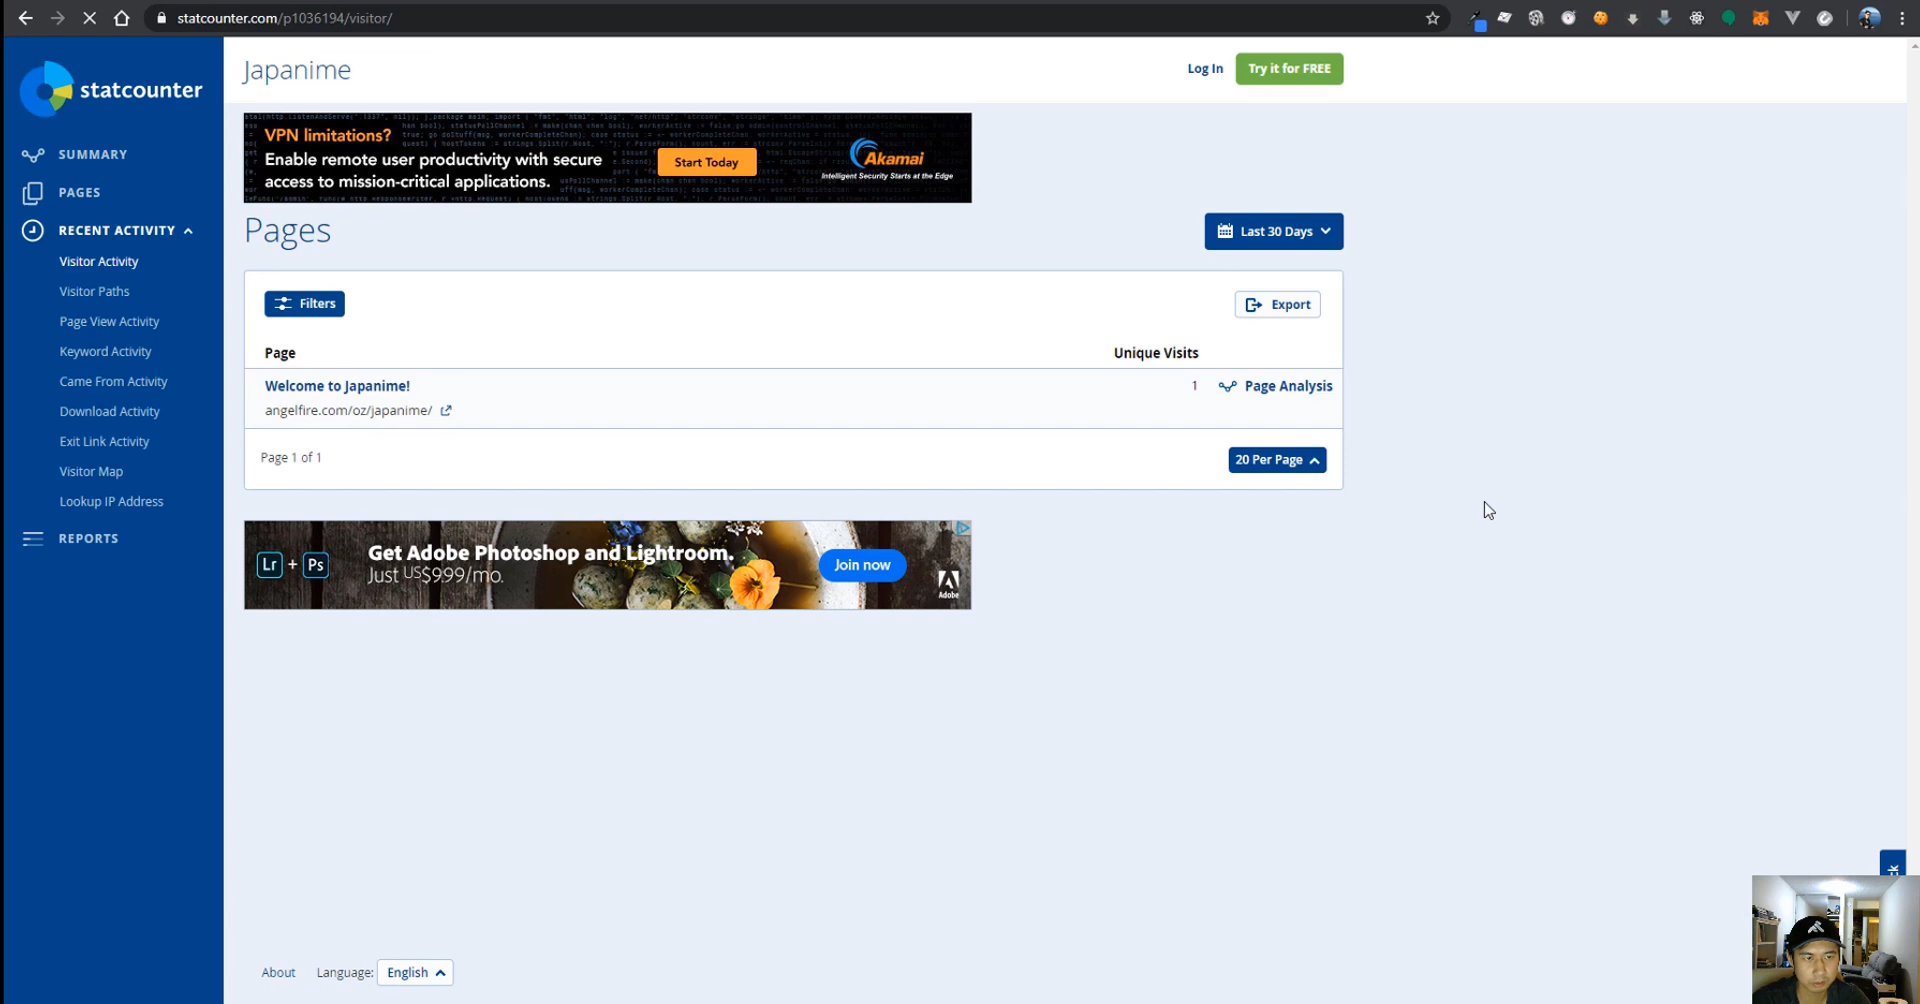 statcounter.com/p1036194/visitor/
statcounter
Japanime
Log In
Try it for FREE
SUMMARY
PAGES
RECENT ACTIVITY
Visitor Activity
Visitor Paths
Page View Activity
Keyword Activity
Came From Activity
Download Activity
Exit Link Activity
Visitor Map
Lookup IP Address
REPORTS
VPN limitations?
Enable remote user productivity with secure
access to mission-critical applications.
Start Today
Akamai
Intelligent Security Starts at the Edge
Pages
Last 30 Days
Filters
Export
Page Unique Visits
Welcome to Japanime! 1 Page Analysis
angelfire.com/oz/japanime/
Page 1 of 1
20 Per Page
Lr + Ps
Get Adobe Photoshop and Lightroom.
Just US$9.99/mo.
Join now
Adobe
About Language: English